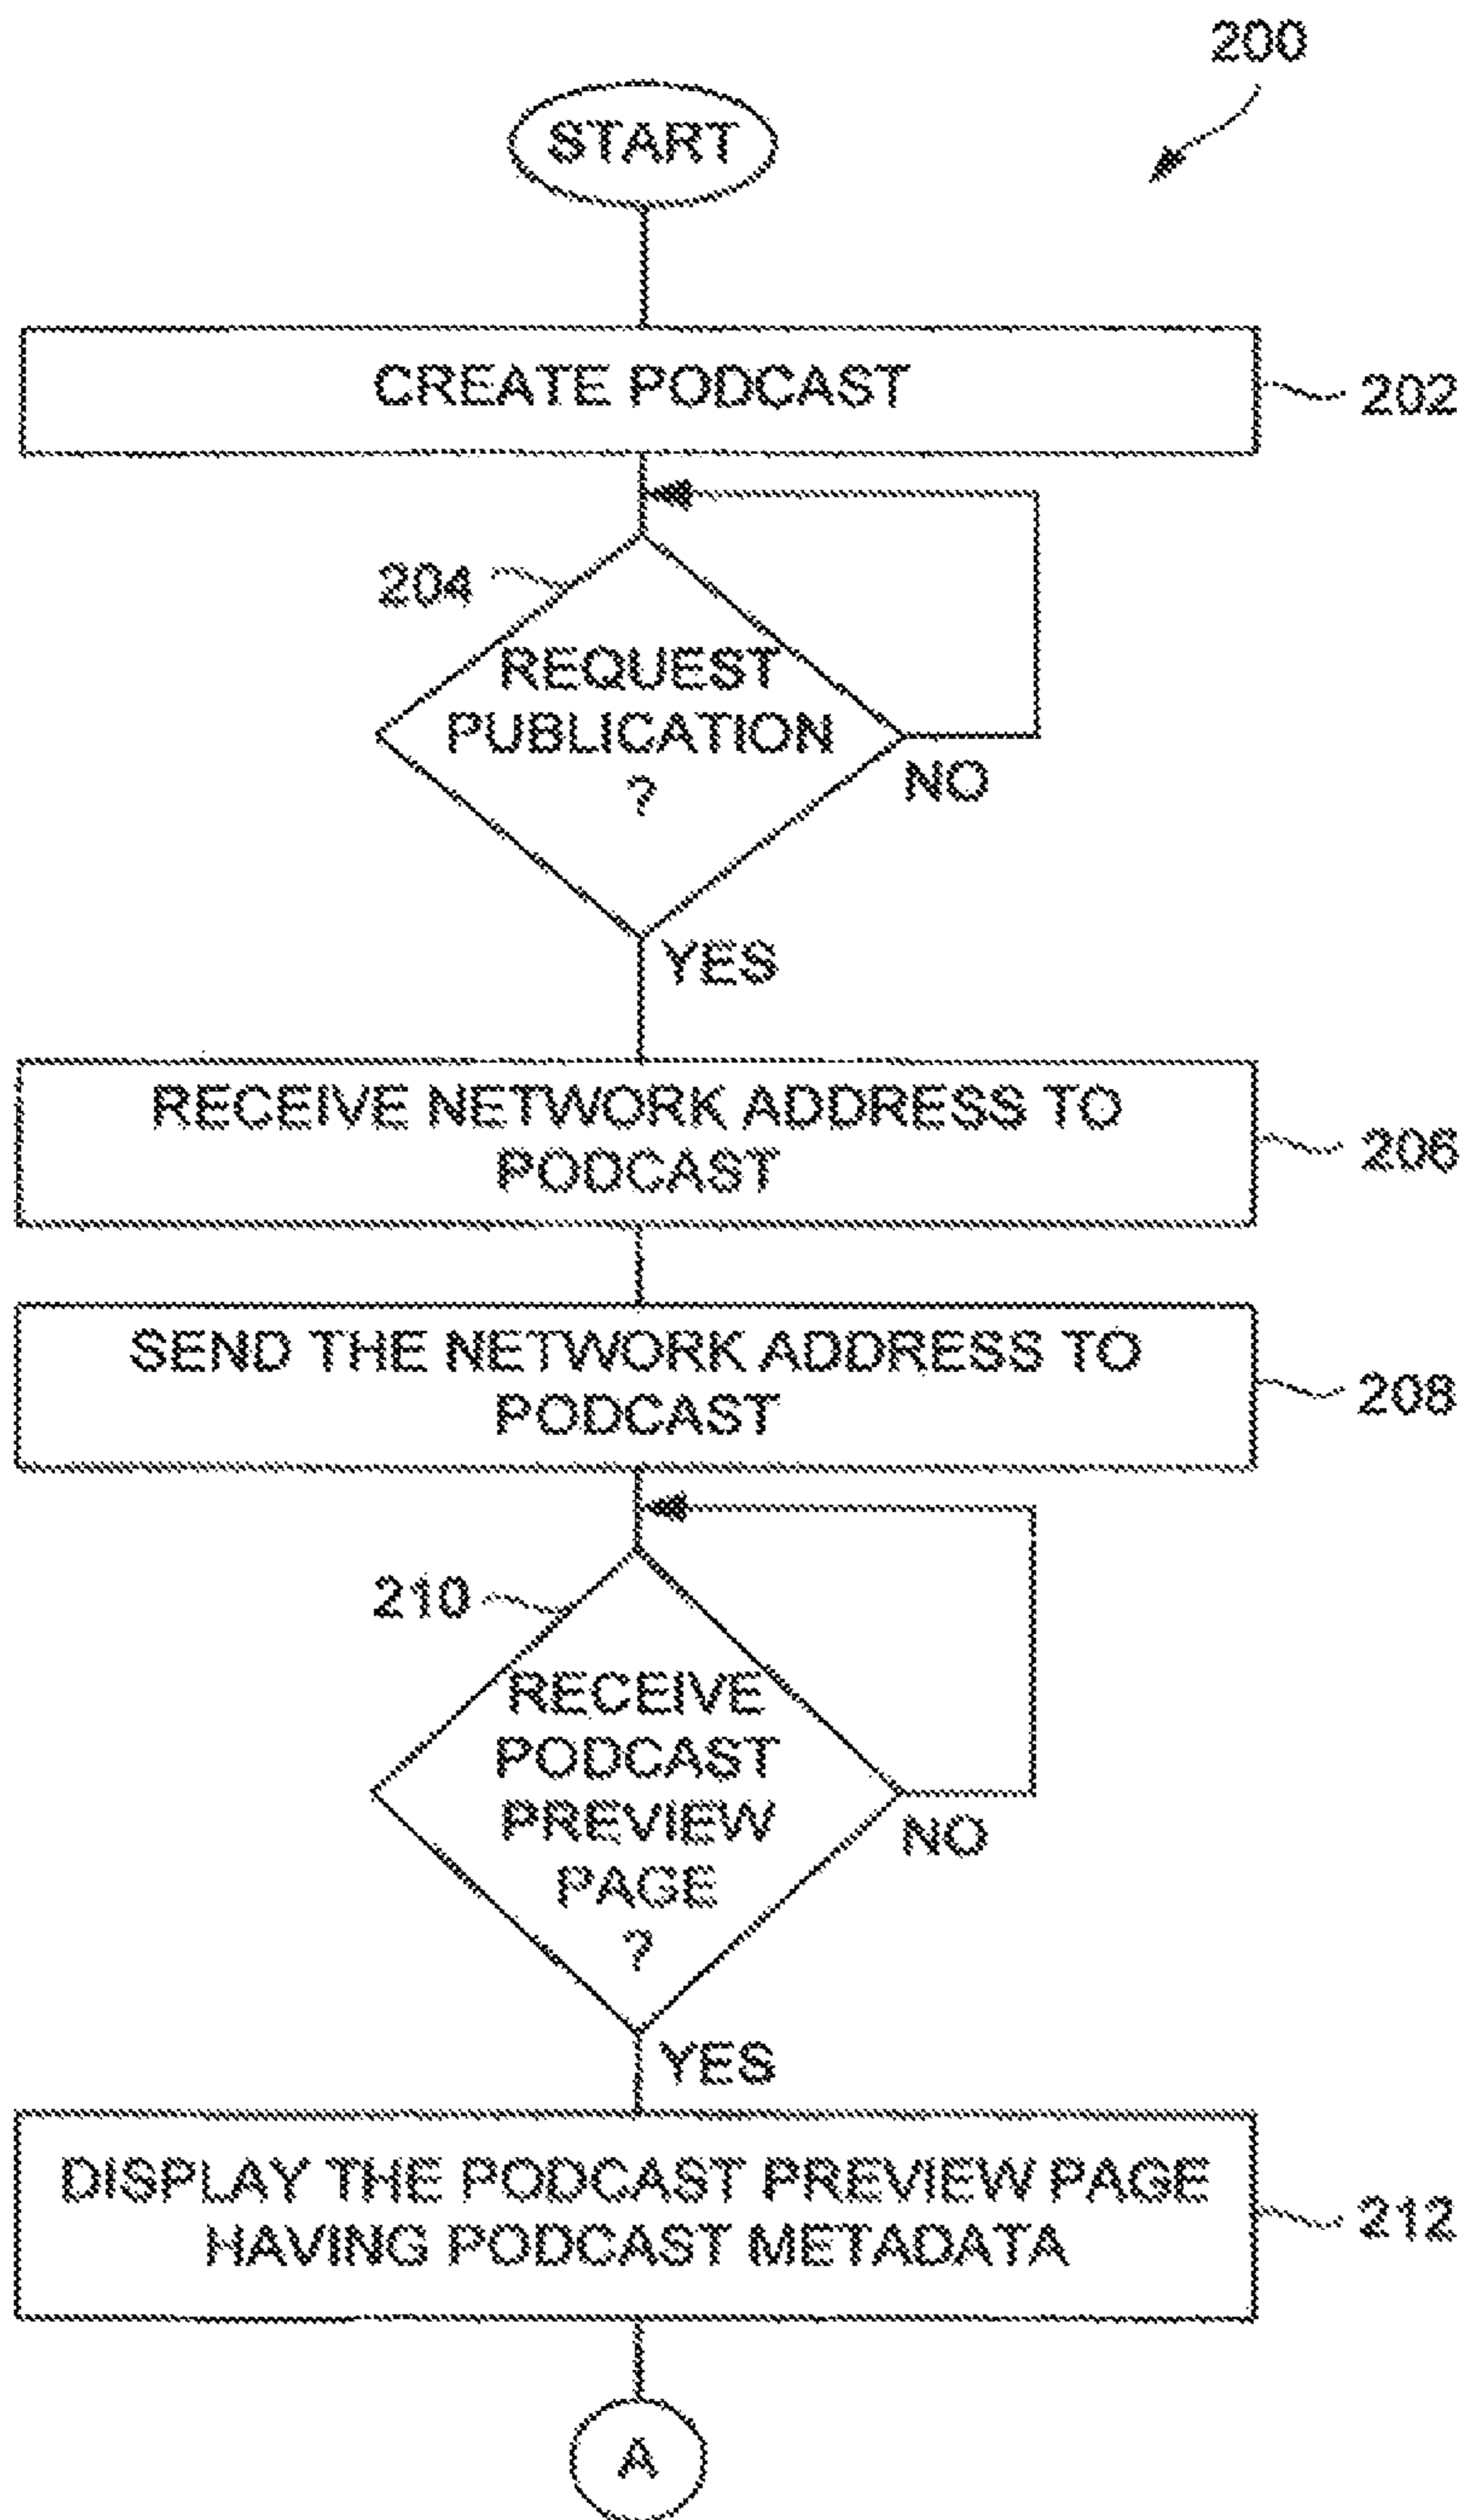 200
START
CREATE PODCAST
202
204
REQUEST
PUBLICATION
?
NO
YES
RECEIVE NETWORK ADDRESS TO
PODCAST
206
SEND THE NETWORK ADDRESS TO
PODCAST
208
210
RECEIVE
PODCAST
PREVIEW
PAGE
?
NO
YES
DISPLAY THE PODCAST PREVIEW PAGE
HAVING PODCAST METADATA
212
A